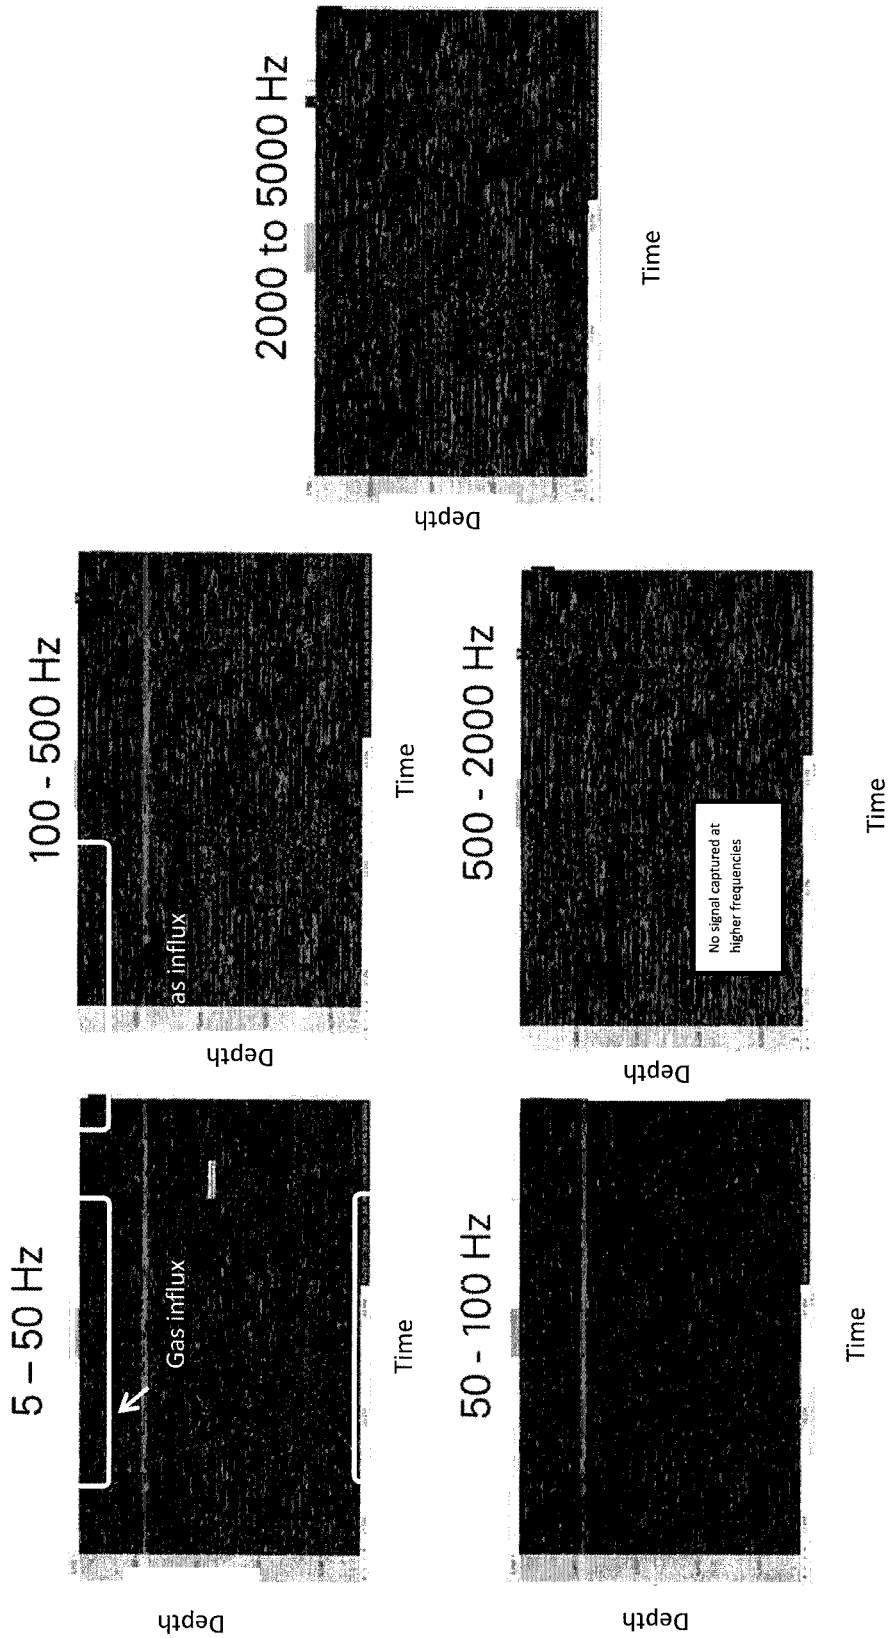 5 – 50 Hz
Gas influx
Depth
Time
100 - 500 Hz
as influx
Depth
Time
2000 to 5000 Hz
Depth
Time
50 - 100 Hz
Depth
Time
500 - 2000 Hz
No signal captured at
higher frequencies
Depth
Time